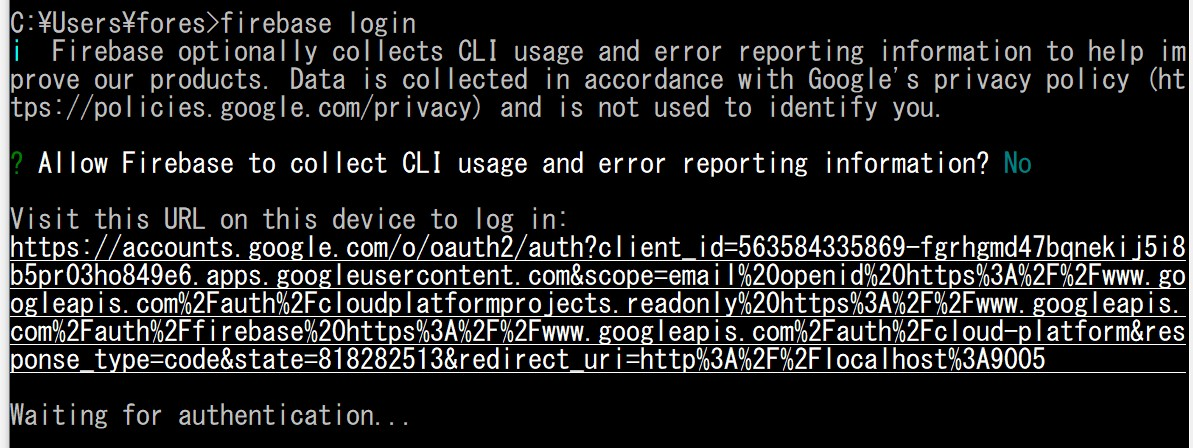 C:¥Users¥fores>firebase login
i  Firebase optionally collects CLI usage and error reporting information to help im
prove our products. Data is collected in accordance with Google's privacy policy (ht
tps://policies.google.com/privacy) and is not used to identify you.
? Allow Firebase to collect CLI usage and error reporting information? No
Visit this URL on this device to log in:
https://accounts.google.com/o/oauth2/auth?client_id=563584335869-fgrhgmd47bqnekij5i8
b5pr03ho849e6.apps.googleusercontent.com&scope=email%20openid%20https%3A%2F%2Fwww.go
ogleapis.com%2Fauth%2Fcloudplatformprojects.readonly%20https%3A%2F%2Fwww.googleapis.
com%2Fauth%2Ffirebase%20https%3A%2F%2Fwww.googleapis.com%2Fauth%2Fcloud-platform&res
ponse_type=code&state=818282513&redirect_uri=http%3A%2F%2Flocalhost%3A9005
Waiting for authentication...